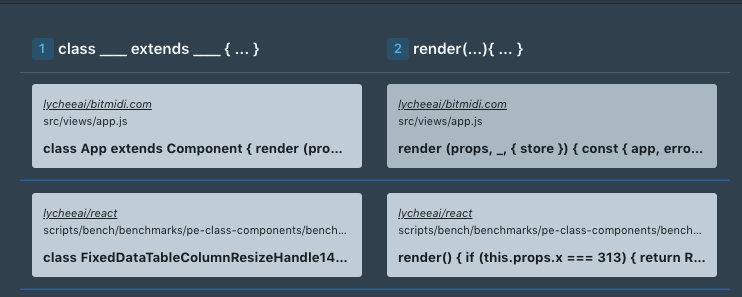 1 class ____ extends ____ { ... }
2 render(...){ ... }
lycheeai/bitmidi.com
src/views/app.js
class App extends Component { render (pro...
lycheeai/bitmidi.com
src/views/app.js
render (props, _, { store }) { const { app, erro...
lycheeai/react
scripts/bench/benchmarks/pe-class-components/bench...
class FixedDataTableColumnResizeHandle14...
lycheeai/react
scripts/bench/benchmarks/pe-class-components/bench...
render() { if (this.props.x === 313) { return R...